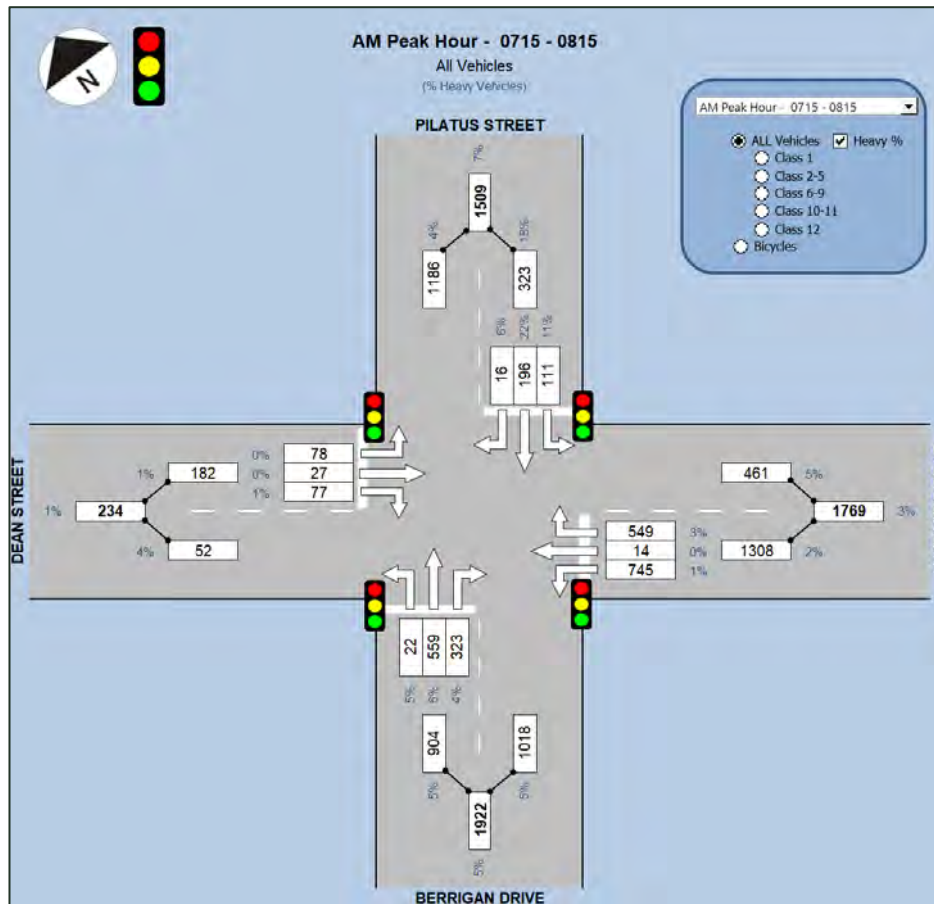 N
AM Peak Hour - 0715 - 0815
All Vehicles
(% Heavy Vehicles)
AM Peak Hour - 0715 - 0815
ALL Vehicles Heavy %
Class 1
Class 2-5
Class 6-9
Class 10-11
Class 12
Bicycles
PILATUS STREET
7%
1509
4% 18%
1186 323
6% 22% 11%
16 196 111
DEAN STREET
0% 78
1% 182 0% 27
1% 77
1% 234
4% 52
461 5%
1769 3%
549 3%
14 0% 1308 2%
745 1%
22 559 323
5% 6% 4%
904 1018
5% 5%
1922
5%
BERRIGAN DRIVE